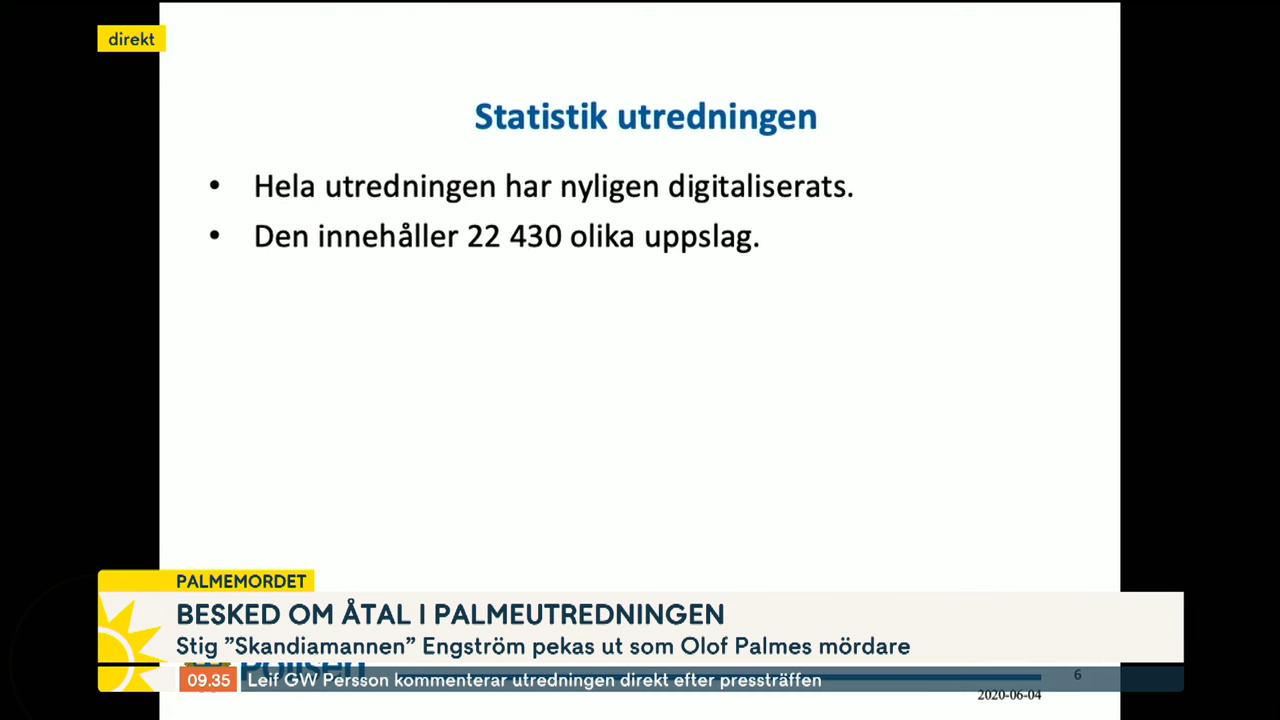 direkt
Statistik utredningen
• Hela utredningen har nyligen digitaliserats.
• Den innehåller 22 430 olika uppslag.
PALMEMORDET
BESKED OM ÅTAL I PALMEUTREDNINGEN
Stig ”Skandiamannen” Engström pekas ut som Olof Palmes mördare
Polisen
09.35 Leif GW Persson kommenterar utredningen direkt efter pressträffen
6
2020-06-04